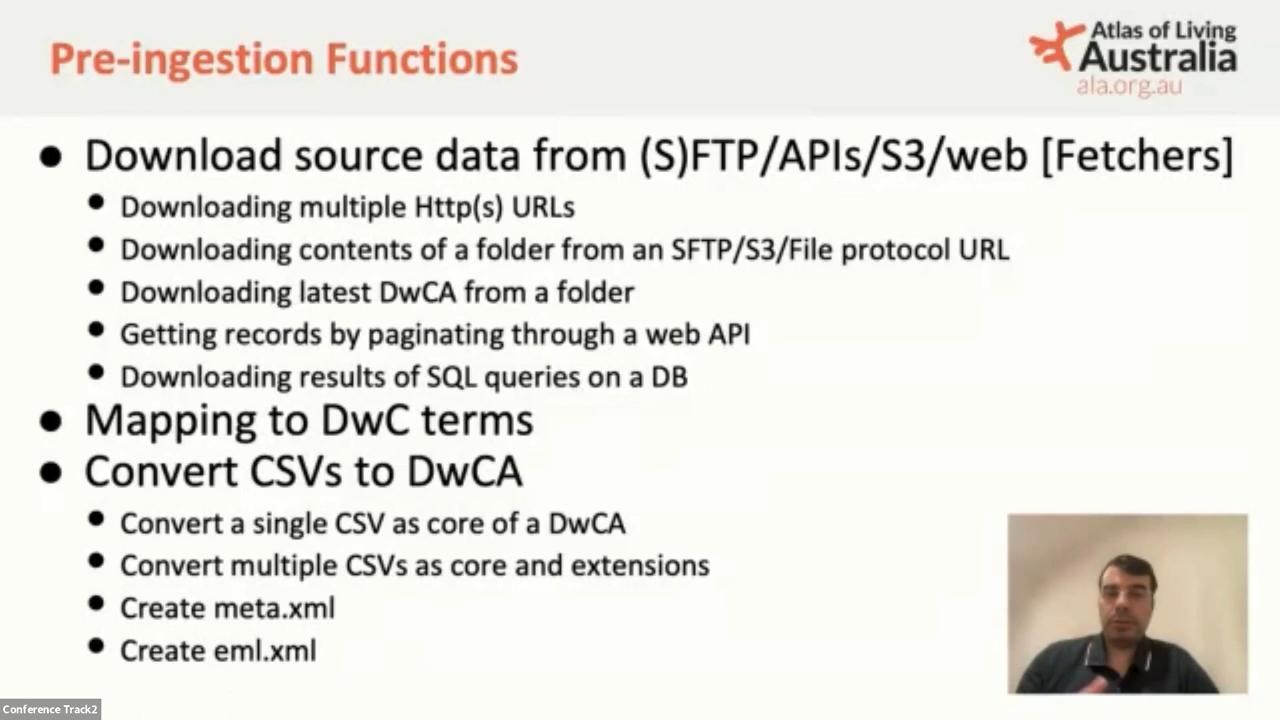 Pre-ingestion Functions
Atlas of Living
Australia
ala.org.au
● Download source data from (S)FTP/APIs/S3/web [Fetchers]
● Downloading multiple Http(s) URLs
● Downloading contents of a folder from an SFTP/S3/File protocol URL
● Downloading latest DwCA from a folder
● Getting records by paginating through a web API
● Downloading results of SQL queries on a DB
● Mapping to DwC terms
● Convert CSVs to DwCA
● Convert a single CSV as core of a DwCA
● Convert multiple CSVs as core and extensions
● Create meta.xml
● Create eml.xml
Conference Track2